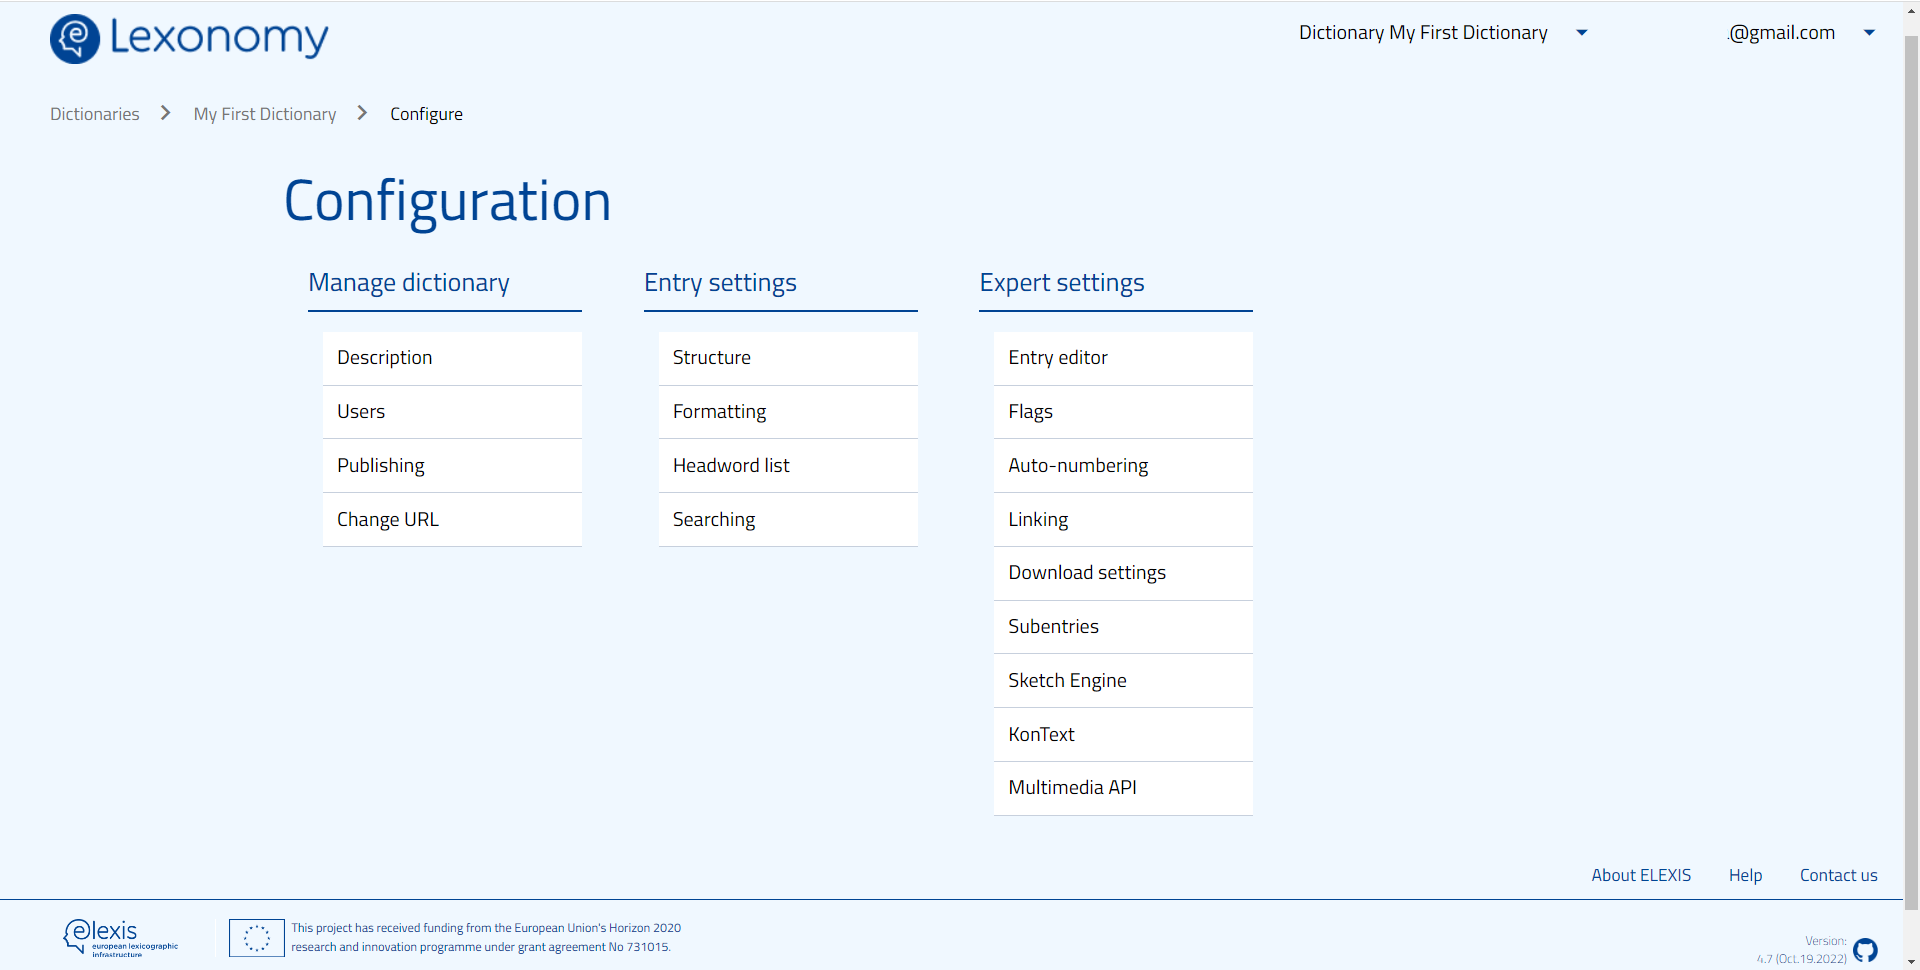 Lexonomy
Dictionary My First Dictionary
.@gmail.com
Dictionaries
My First Dictionary
Configure
Configuration
Manage dictionary
Description
Users
Publishing
Change URL
Entry settings
Structure
Formatting
Headword list
Searching
Expert settings
Entry editor
Flags
Auto-numbering
Linking
Download settings
Subentries
Sketch Engine
KonText
Multimedia API
About ELEXIS
Help
Contact us
elexis
european lexicographic
infrastructure
This project has received funding from the European Union's Horizon 2020
research and innovation programme under grant agreement No 731015.
Version:
4.7 (Oct.19.2022)